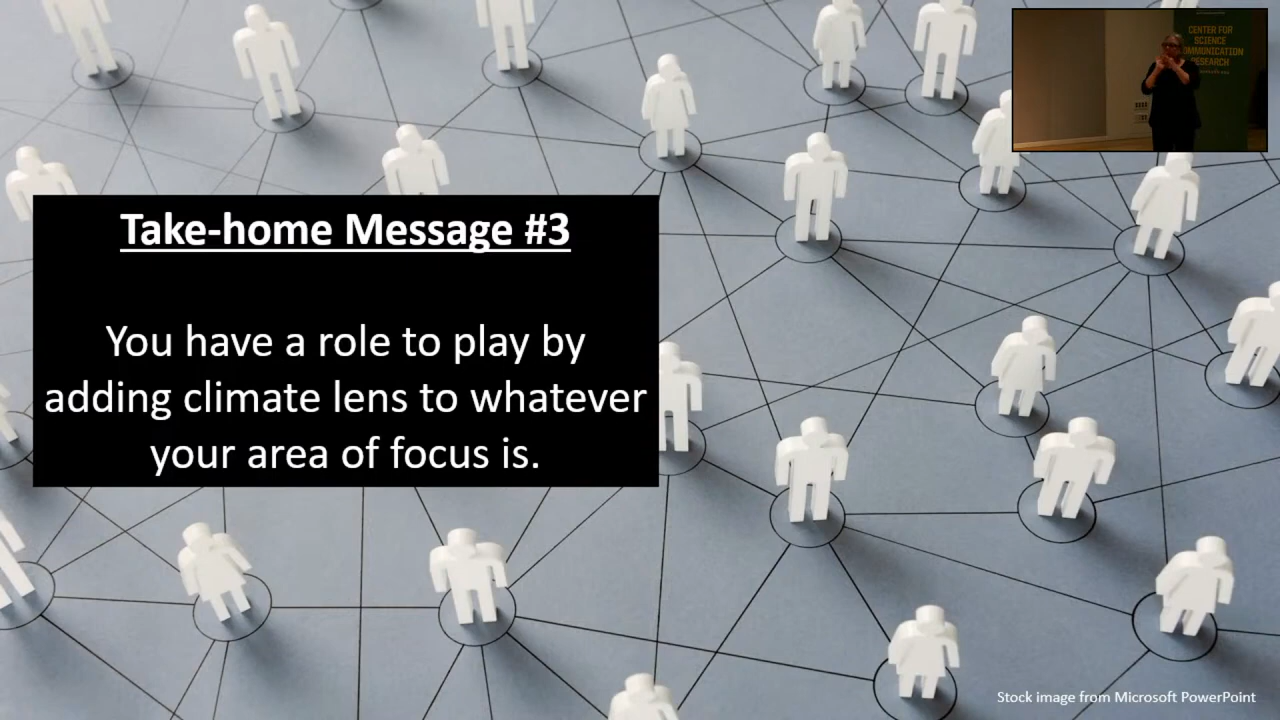 CENTER FOR
SCIENCE
COMMUNICATION
RESEARCH
Take-home Message #3
You have a role to play by
adding climate lens to whatever
your area of focus is.
Stock image from Microsoft PowerPoint